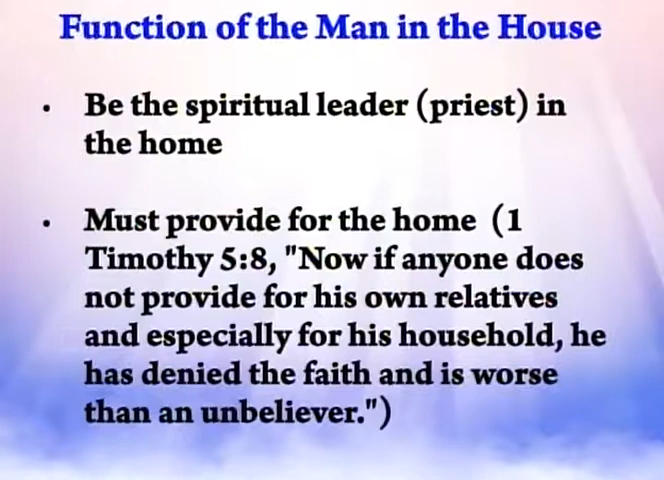 Function of the Man in the House
• Be the spiritual leader (priest) in
the home
• Must provide for the home (1
Timothy 5:8, "Now if anyone does
not provide for his own relatives
and especially for his household, he
has denied the faith and is worse
than an unbeliever.")